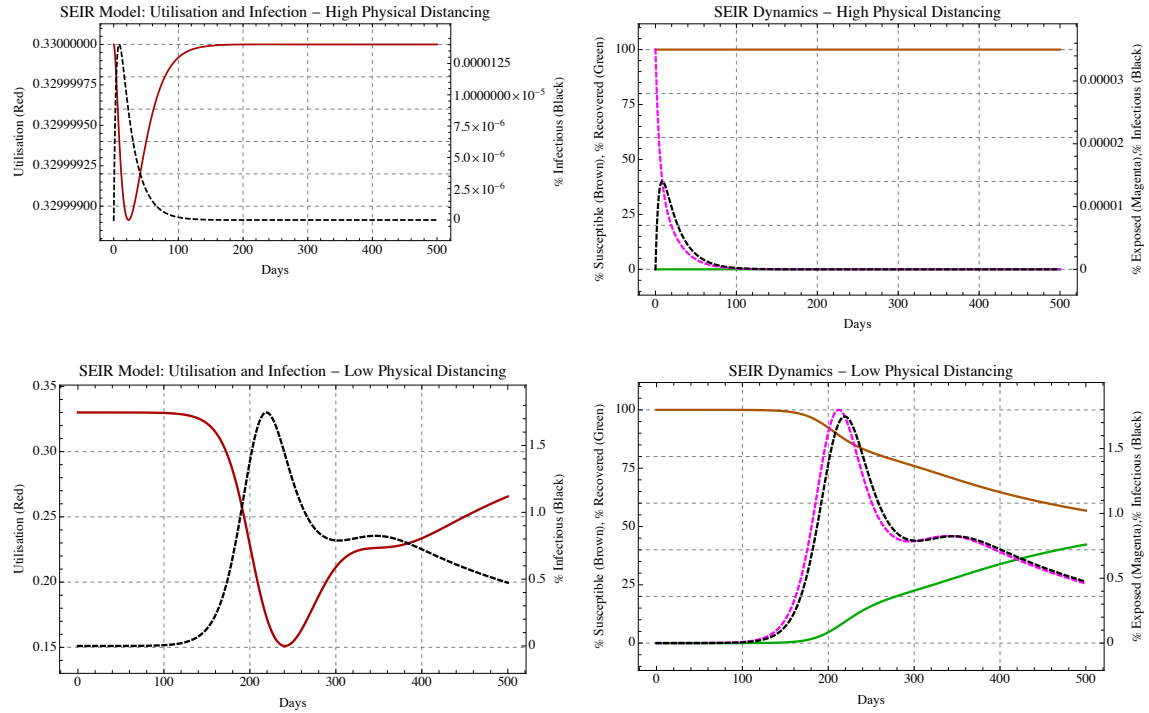 SEIR Model: Utilisation and Infection – High Physical Distancing
0.33000000
0.32999975
0.32999950
0.32999925
0.32999900
Utilisation (Red)
0.0000125
1.0000000×10⁻⁵
7.5×10⁻⁶
5.0×10⁻⁶
2.5×10⁻⁶
0
% Infectious (Black)
0 100 200 300 400 500
Days
SEIR Dynamics – High Physical Distancing
100
75
50
25
0
% Susceptible (Brown), % Recovered (Green)
0.00003
0.00002
0.00001
0
% Exposed (Magenta),% Infectious (Black)
0 100 200 300 400 500
Days
SEIR Model: Utilisation and Infection – Low Physical Distancing
0.35
0.30
0.25
0.20
0.15
Utilisation (Red)
1.5
1.0
0.5
0
% Infectious (Black)
0 100 200 300 400 500
Days
SEIR Dynamics – Low Physical Distancing
100
75
50
25
0
% Susceptible (Brown), % Recovered (Green)
1.5
1.0
0.5
0
% Exposed (Magenta),% Infectious (Black)
0 100 200 300 400 500
Days